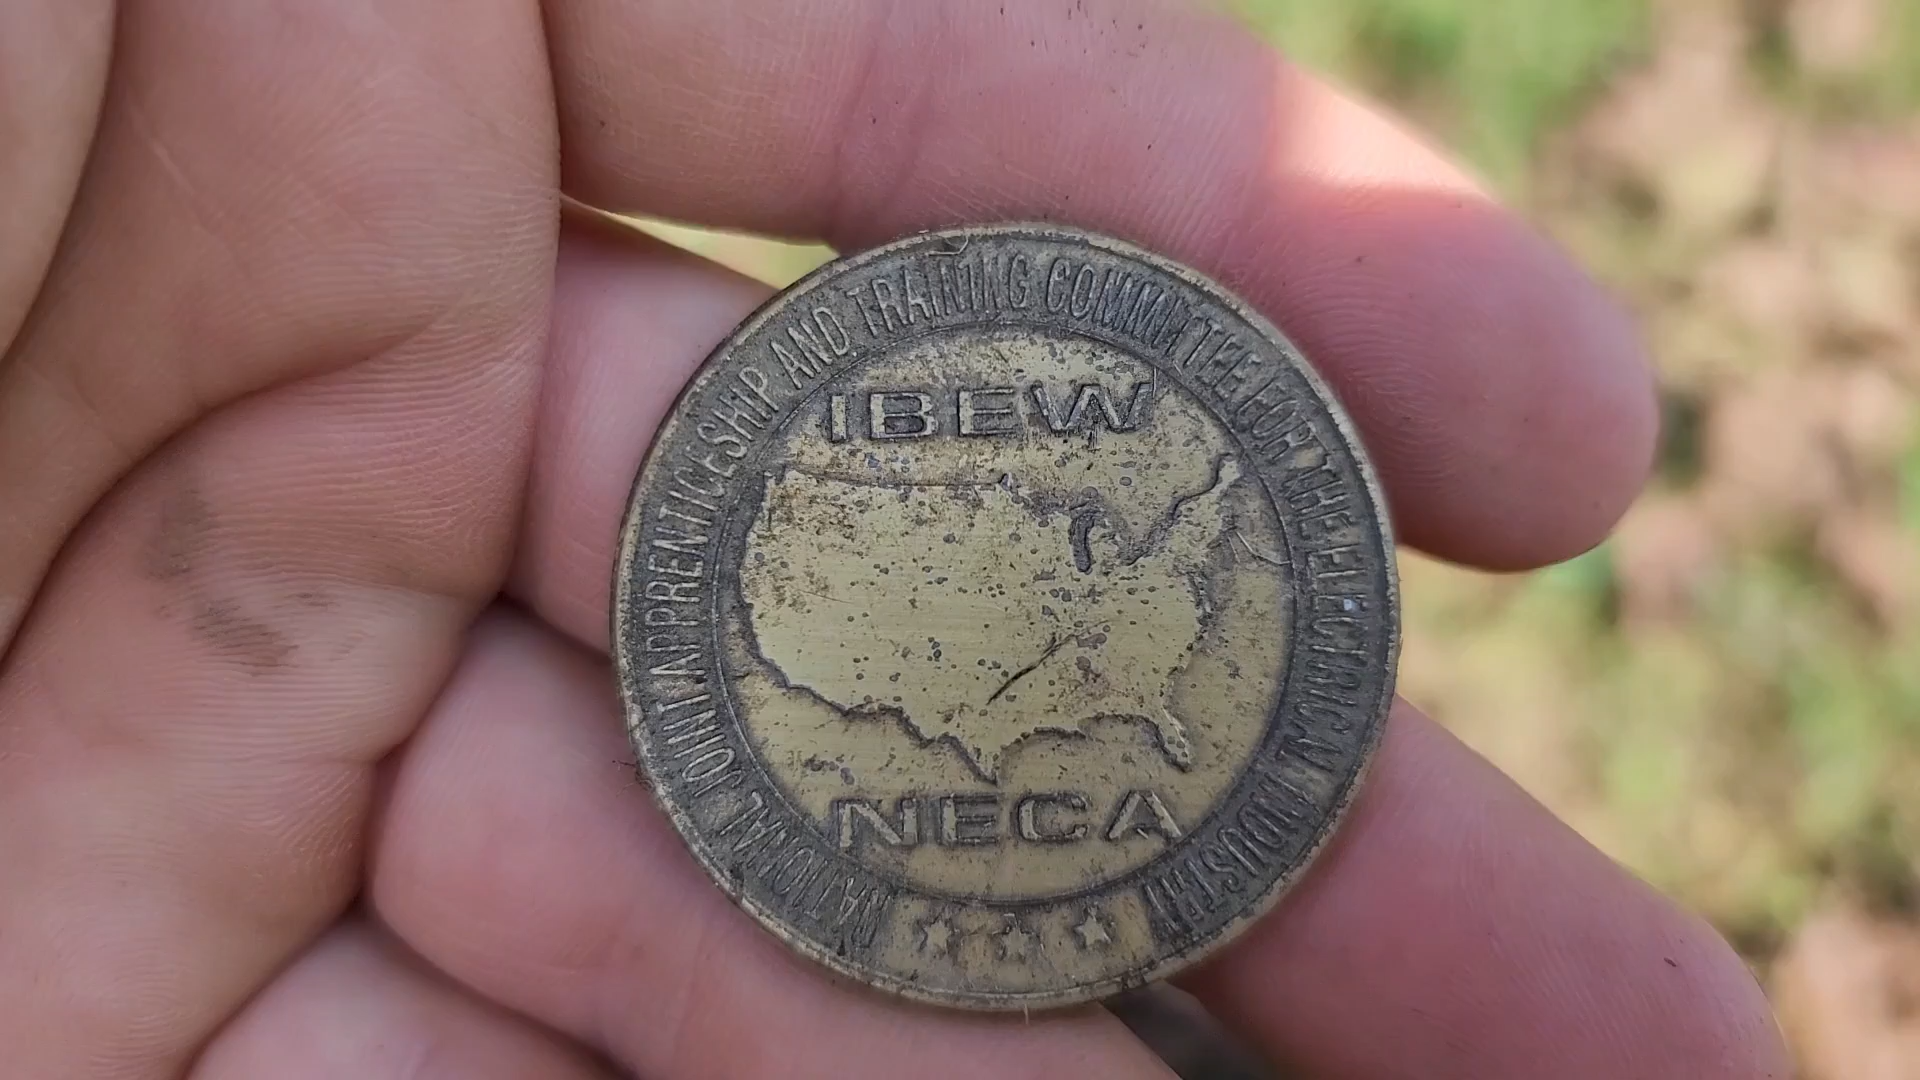 NATIONAL JOINT APPRENTICESHIP AND TRAINING COMMITTEE FOR THE ELECTRICAL INDUSTRY
IBEW
NECA